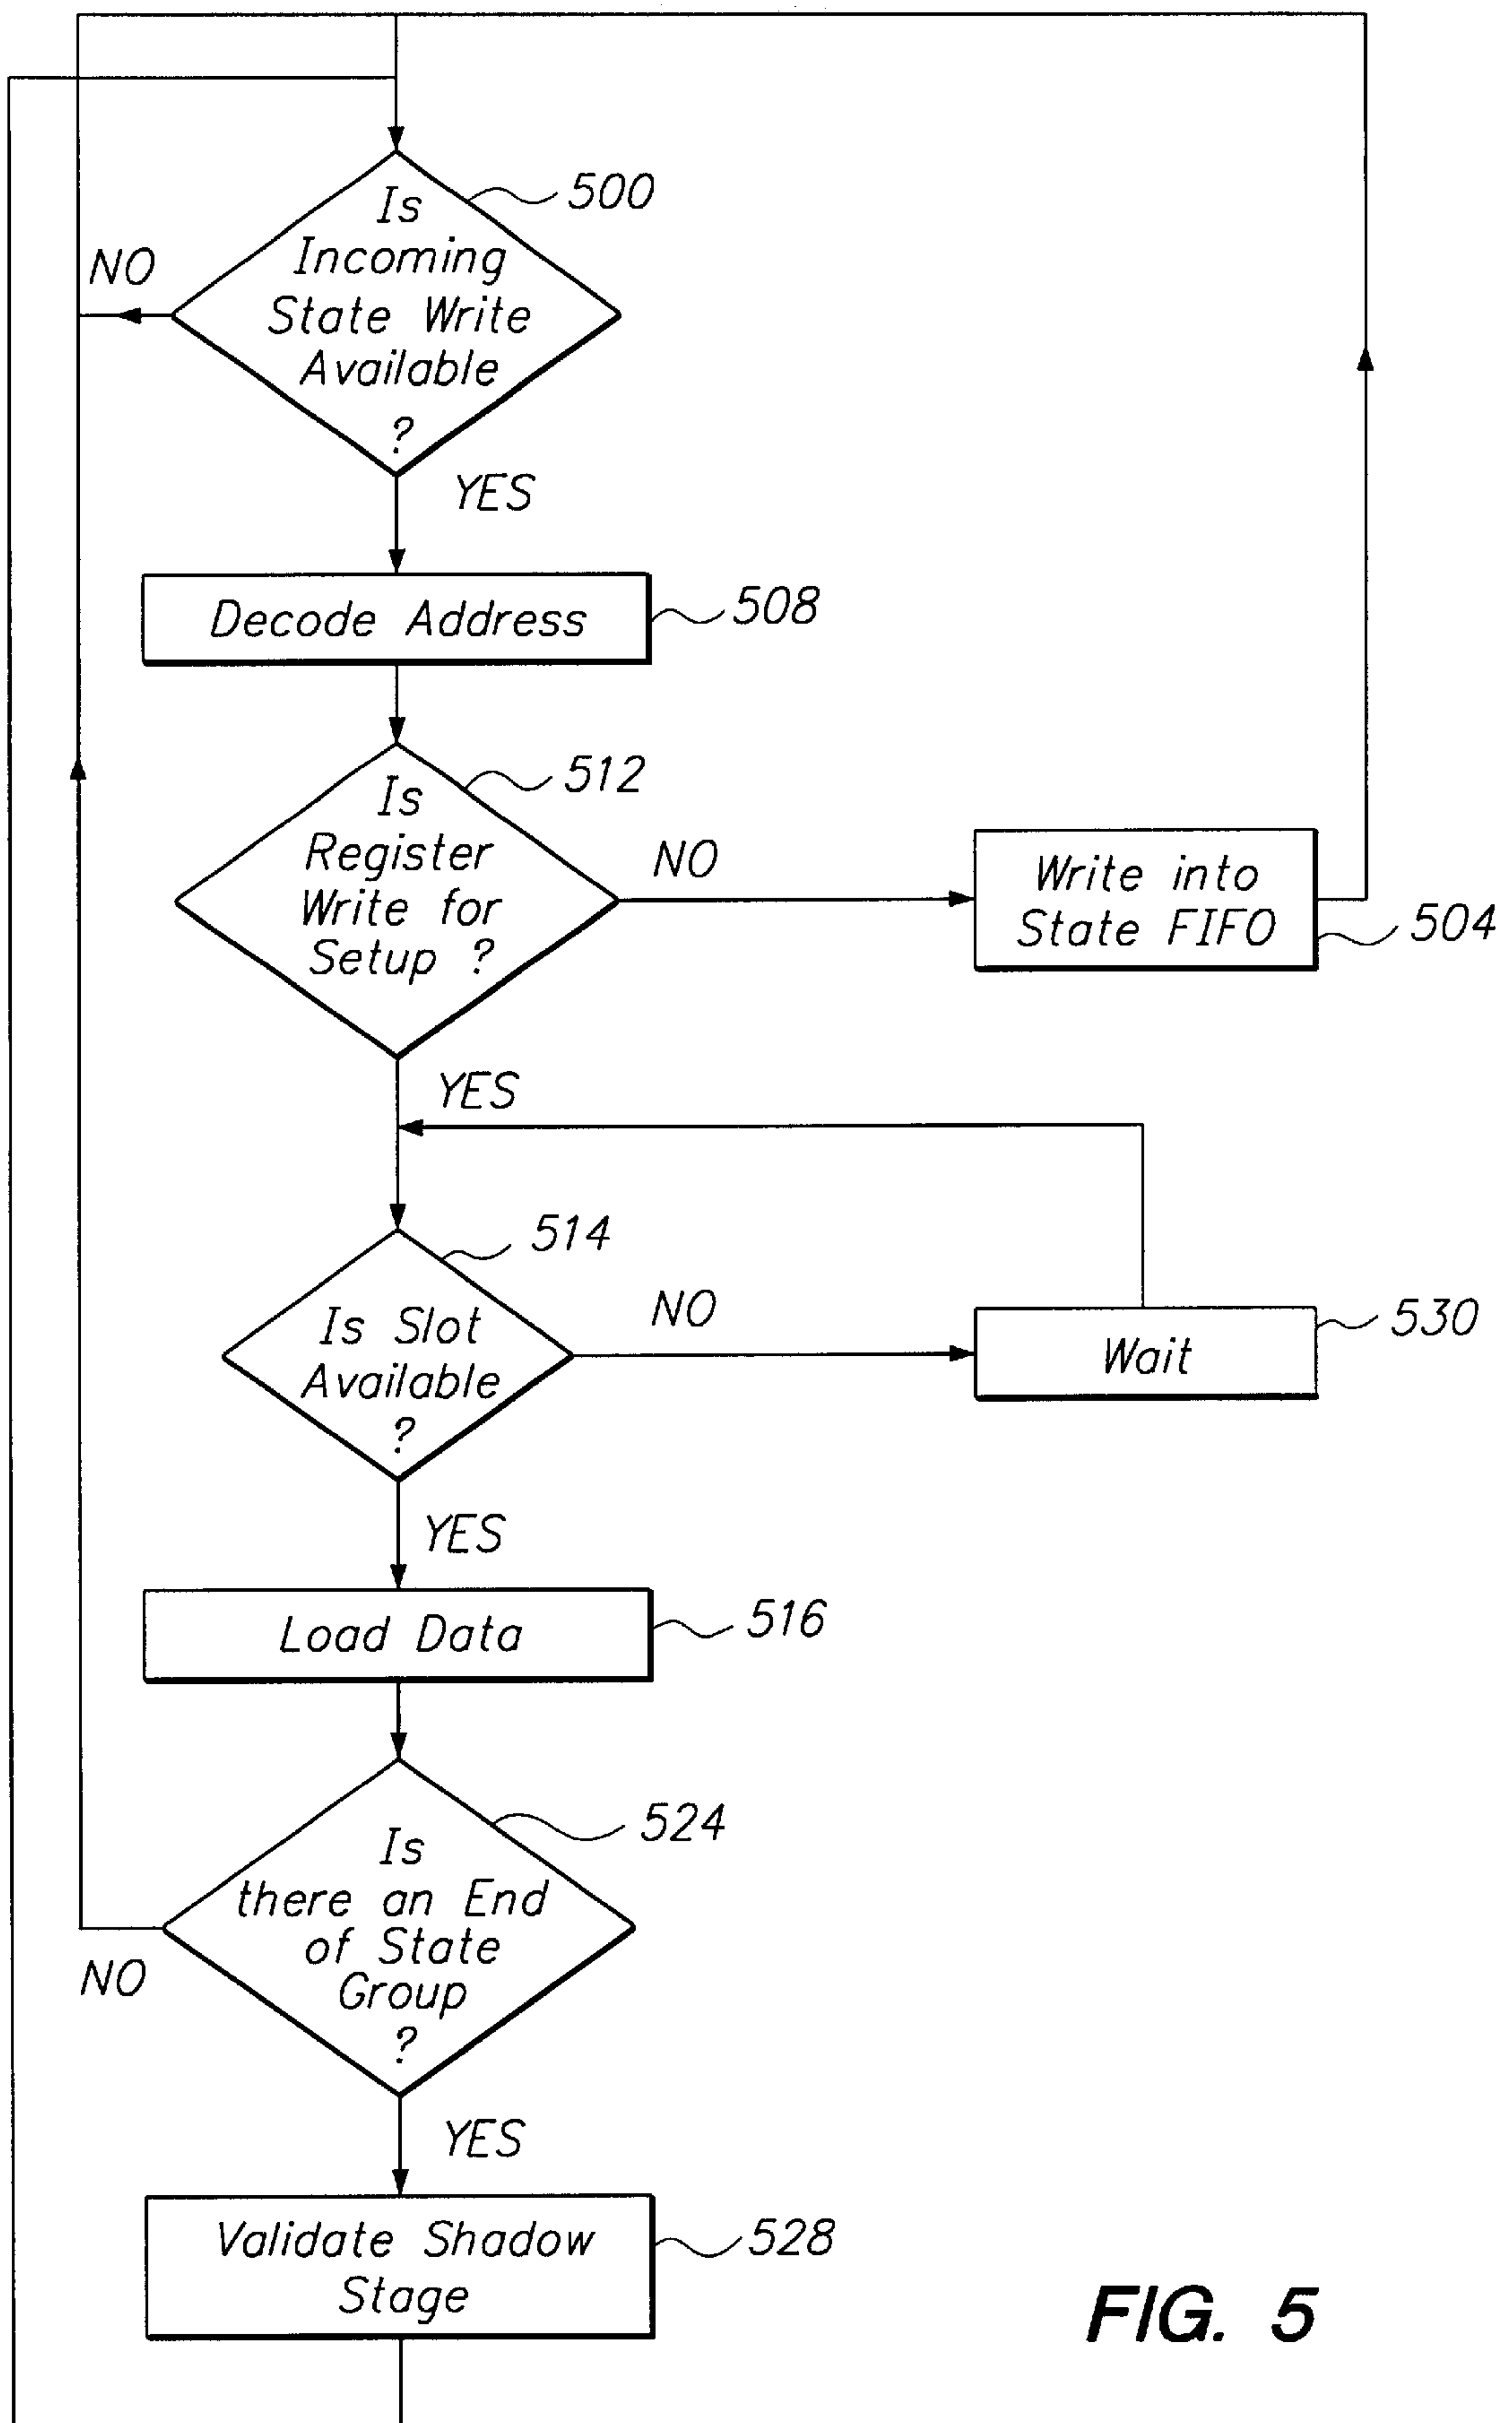 500
Is
Incoming
State Write
Available
?
NO
YES
Decode Address
508
512
Is
Register
Write for
Setup ?
NO
Write into
State FIFO
504
YES
514
Is Slot
Available
?
NO
Wait
530
YES
Load Data
516
524
Is
there an End
of State
Group
?
NO
YES
Validate Shadow
Stage
528
FIG. 5